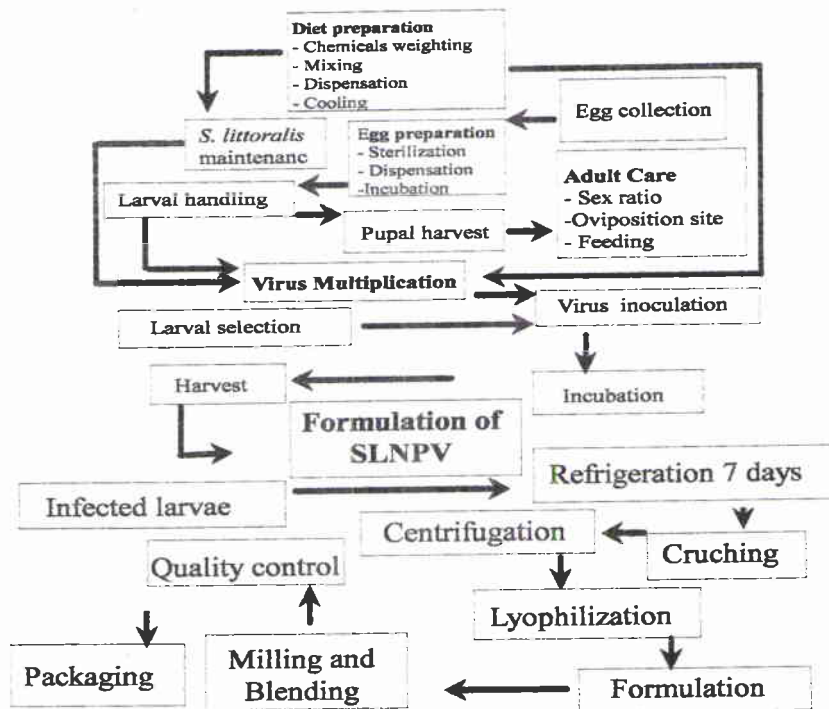 Diet preparation
- Chemicals weighting
- Mixing
- Dispensation
- Cooling
Egg collection
S. littoralis
maintenanc
Egg preparation
- Sterilization
- Dispensation
-Incubation
Adult Care
- Sex ratio
-Oviposition site
- Feeding
Larval handling
Pupal harvest
Virus Multiplication
Virus inoculation
Larval selection
Harvest
Incubation
Formulation of
SLNPV
Refrigeration 7 days
Infected larvae
Centrifugation
Cruching
Quality control
Lyophilization
Packaging
Milling and
Blending
Formulation